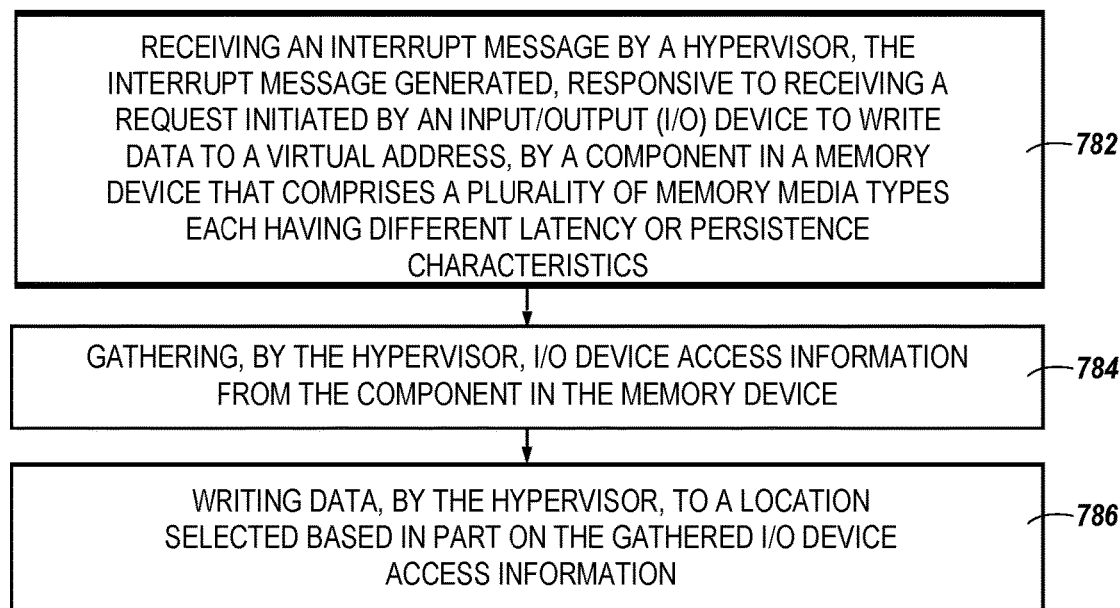 RECEIVING AN INTERRUPT MESSAGE BY A HYPERVISOR, THE
INTERRUPT MESSAGE GENERATED, RESPONSIVE TO RECEIVING A
REQUEST INITIATED BY AN INPUT/OUTPUT (I/O) DEVICE TO WRITE
DATA TO A VIRTUAL ADDRESS, BY A COMPONENT IN A MEMORY
DEVICE THAT COMPRISES A PLURALITY OF MEMORY MEDIA TYPES
EACH HAVING DIFFERENT LATENCY OR PERSISTENCE
CHARACTERISTICS
782
GATHERING, BY THE HYPERVISOR, I/O DEVICE ACCESS INFORMATION
FROM THE COMPONENT IN THE MEMORY DEVICE
784
WRITING DATA, BY THE HYPERVISOR, TO A LOCATION
SELECTED BASED IN PART ON THE GATHERED I/O DEVICE
ACCESS INFORMATION
786